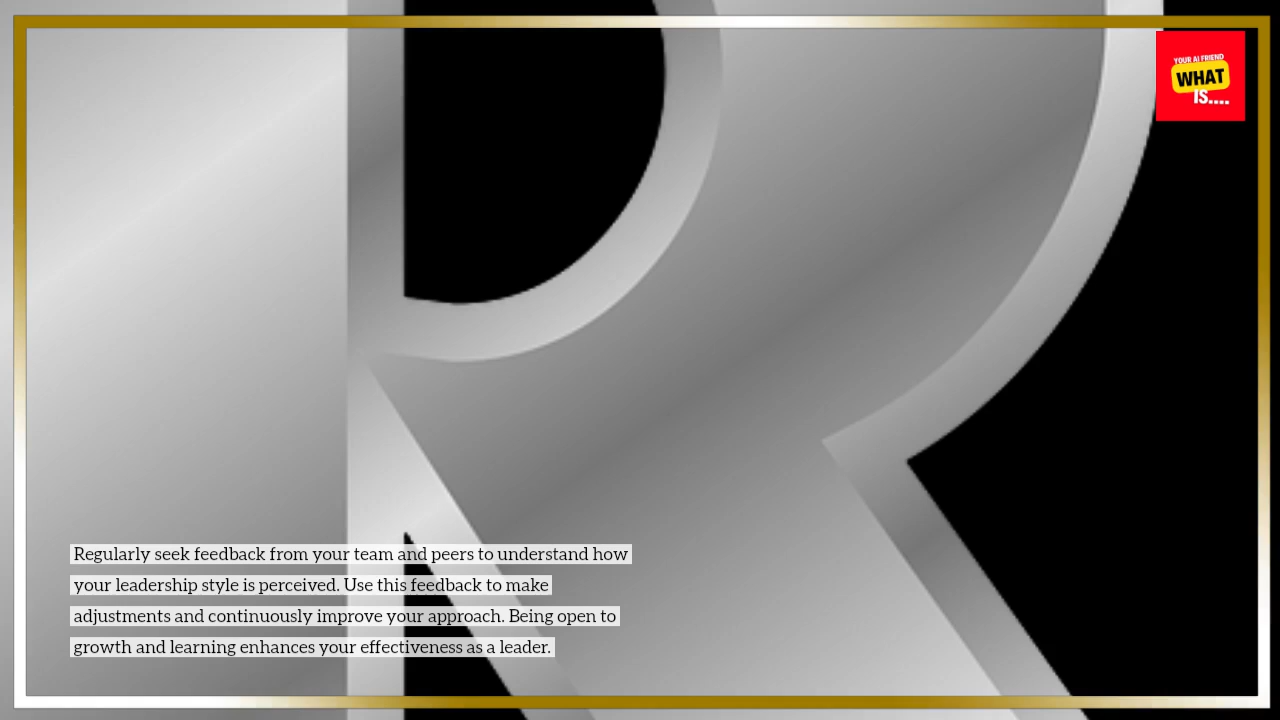 R
YOUR AI FRIEND
WHAT
IS....
Regularly seek feedback from your team and peers to understand how
your leadership style is perceived. Use this feedback to make
adjustments and continuously improve your approach. Being open to
growth and learning enhances your effectiveness as a leader.